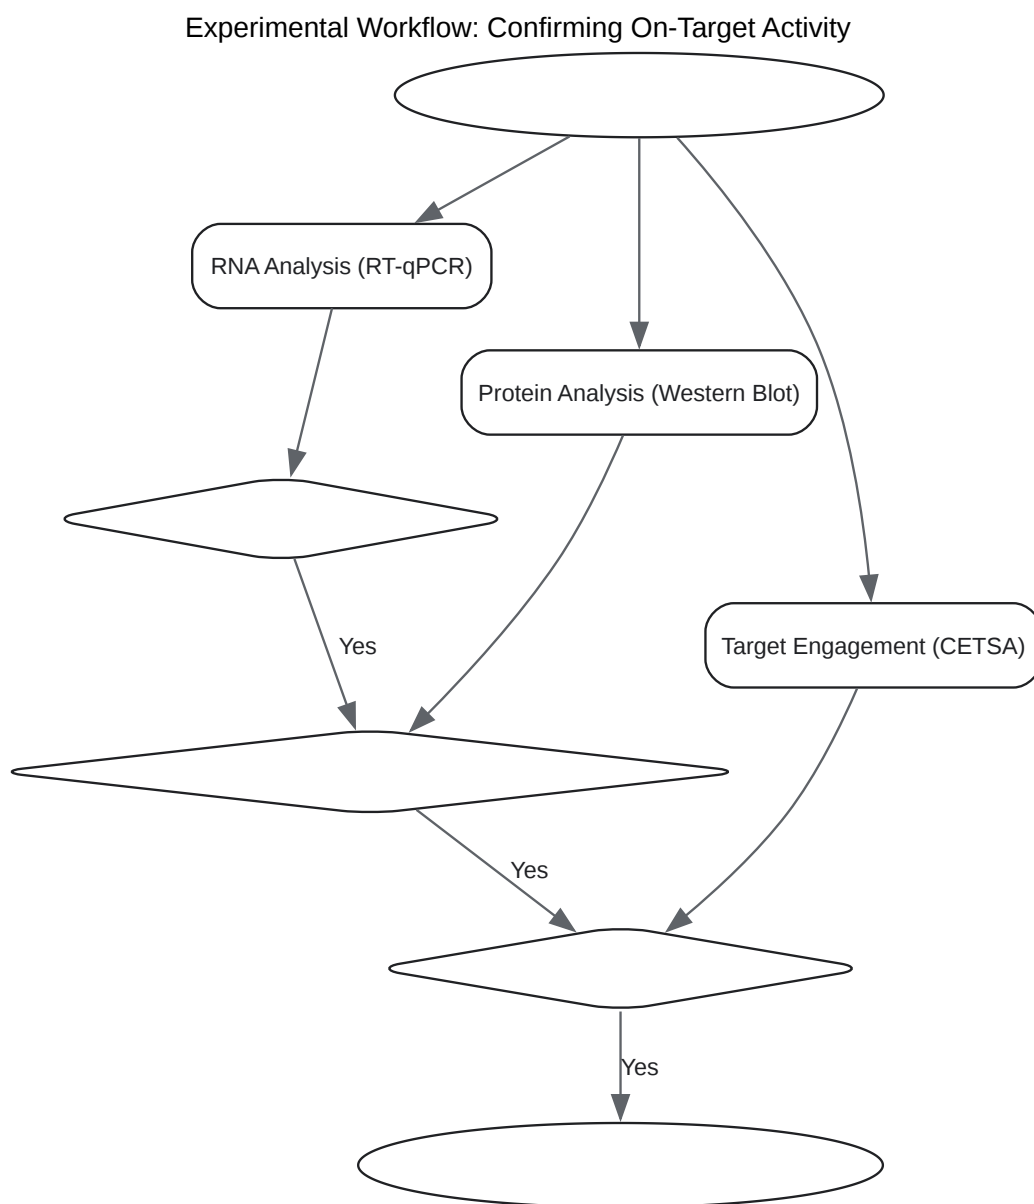 Experimental Workflow: Confirming On-Target Activity
RNA Analysis (RT-qPCR)
Protein Analysis (Western Blot)
Yes
Target Engagement (CETSA)
Yes
Yes